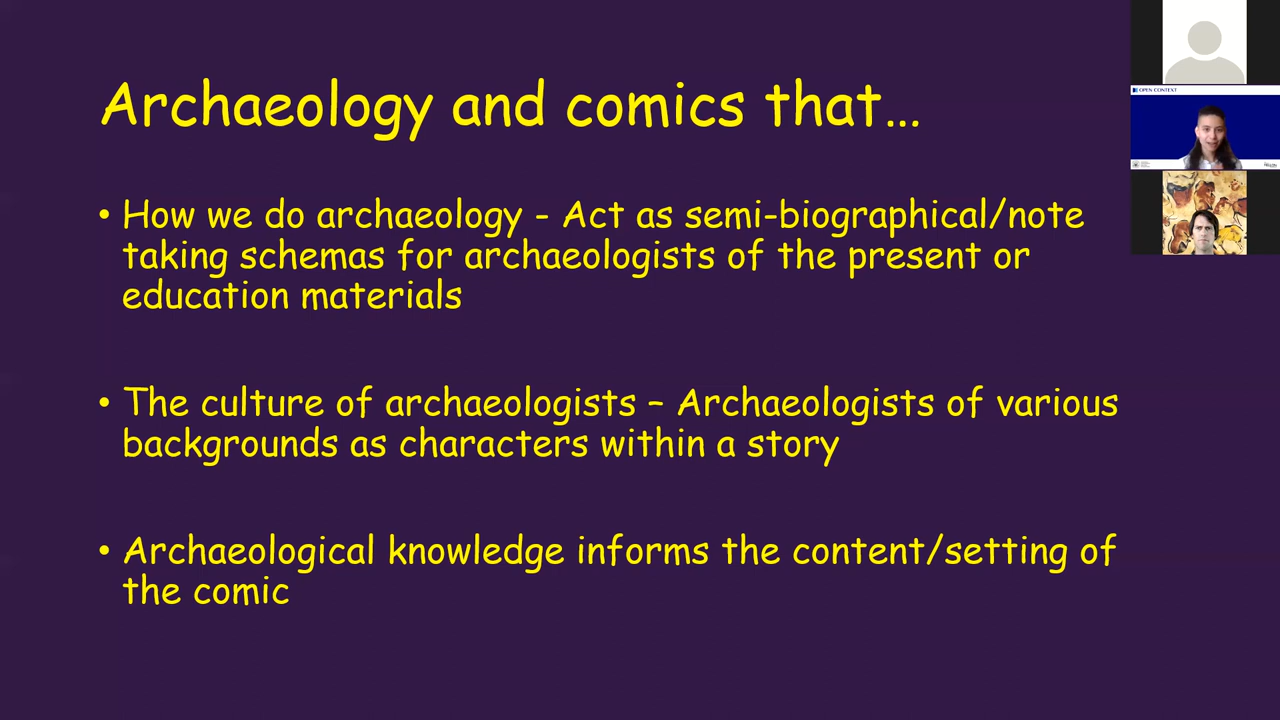 Archaeology and comics that...
• How we do archaeology - Act as semi-biographical/note
taking schemas for archaeologists of the present or
education materials
• The culture of archaeologists – Archaeologists of various
backgrounds as characters within a story
• Archaeological knowledge informs the content/setting of
the comic
OPEN CONTEXT